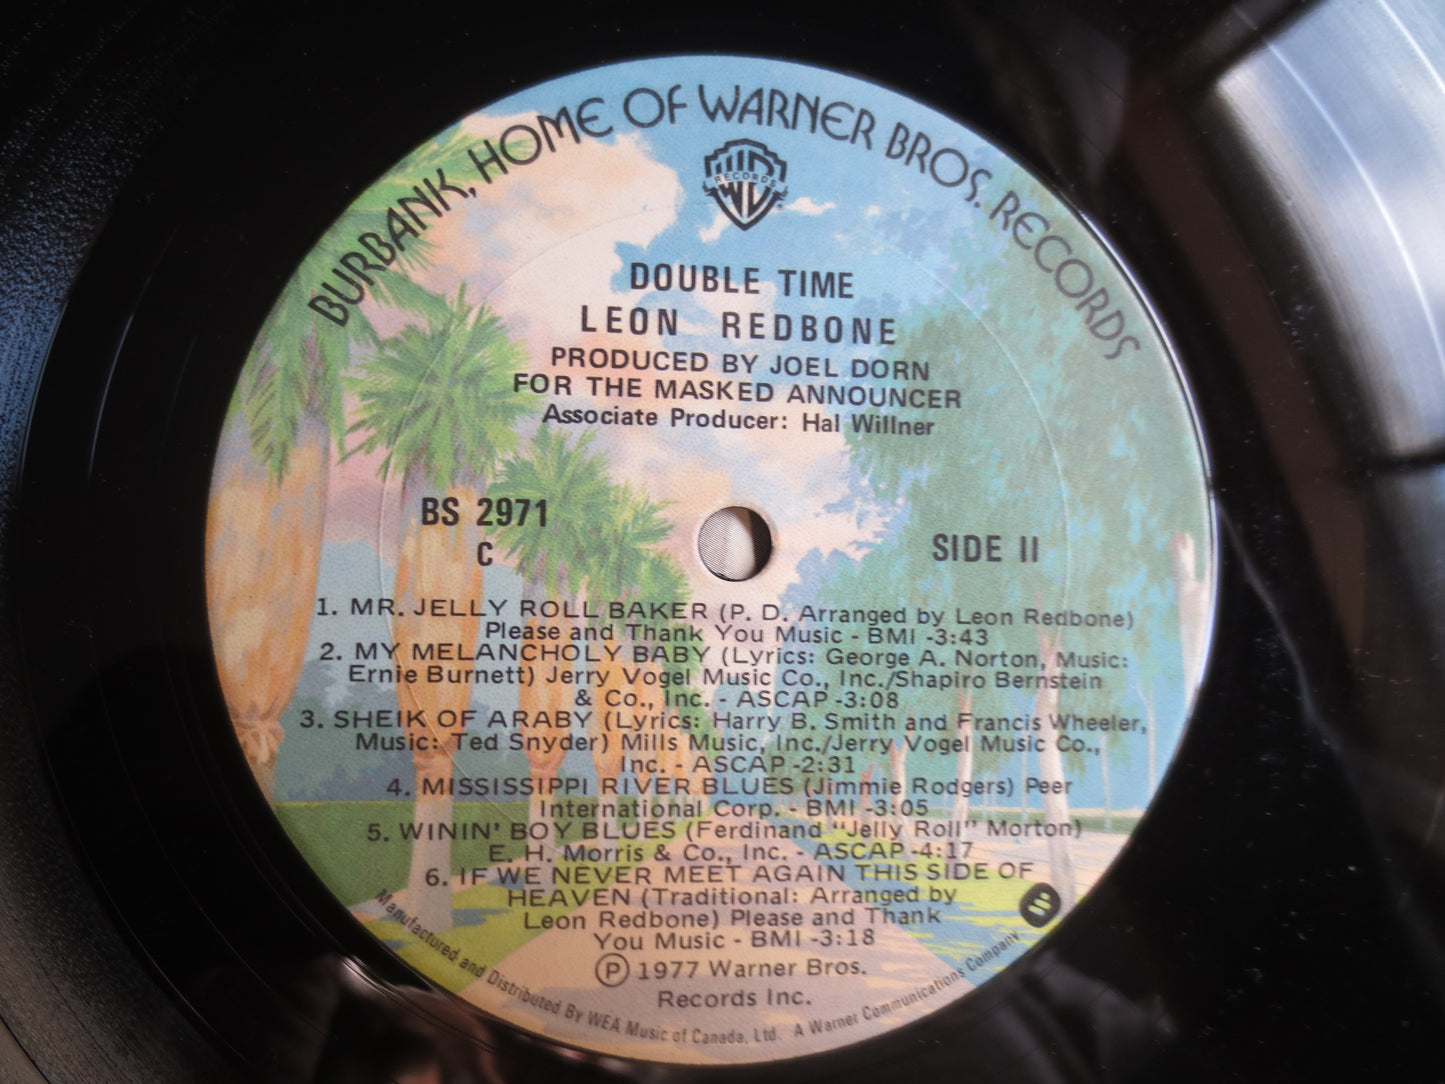 BURBANK, HOME OF WARNER BROS. RECORDS
RECORDS
DOUBLE TIME
LEON REDBONE
PRODUCED BY JOEL DORN
FOR THE MASKED ANNOUNCER
Associate Producer: Hal Willner
BS 2971
C
SIDE II
1. MR. JELLY ROLL BAKER (P. D. Arranged by Leon Redbone)
Please and Thank You Music - BMI -3:43
2. MY MELANCHOLY BABY (Lyrics: George A. Norton, Music:
Ernie Burnett) Jerry Vogel Music Co., Inc./Shapiro Bernstein
& Co., Inc. - ASCAP -3:08
3. SHEIK OF ARABY (Lyrics: Harry B. Smith and Francis Wheeler,
Music: Ted Snyder) Mills Music, Inc./Jerry Vogel Music Co.,
Inc. - ASCAP -2:31
4. MISSISSIPPI RIVER BLUES (Jimmie Rodgers) Peer
International Corp. - BMI -3:05
5. WININ' BOY BLUES (Ferdinand "Jelly Roll" Morton)
E. H. Morris & Co., Inc. - ASCAP -4:17
6. IF WE NEVER MEET AGAIN THIS SIDE OF
HEAVEN (Traditional: Arranged by
Leon Redbone) Please and Thank
You Music - BMI -3:18
Ⓟ 1977 Warner Bros.
Records Inc.
Manufactured and Distributed By WEA Music of Canada, Ltd. A Warner Communications Company